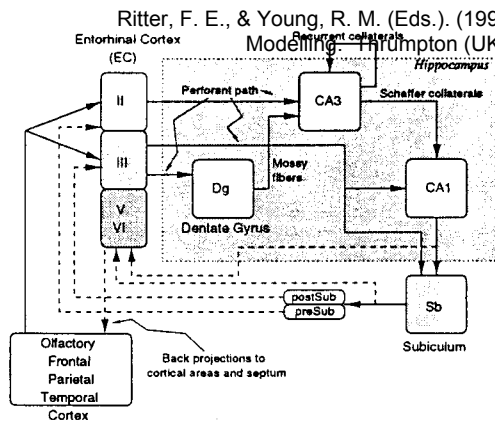 Ritter, F. E., & Young, R. M. (Eds.). (199
Modelling. Thrumpton (UK
Entorhinal Cortex
(EC)
Recurrent collaterals
Hippocampus
II
Perforant path
CA3
Schaffer collaterals
III
Mossy
fibers
Dg
CA1
Dentate Gyrus
V
VI
postSub
preSub
Sb
Subiculum
Olfactory
Frontal
Parietal
Temporal
Cortex
Back projections to
cortical areas and septum